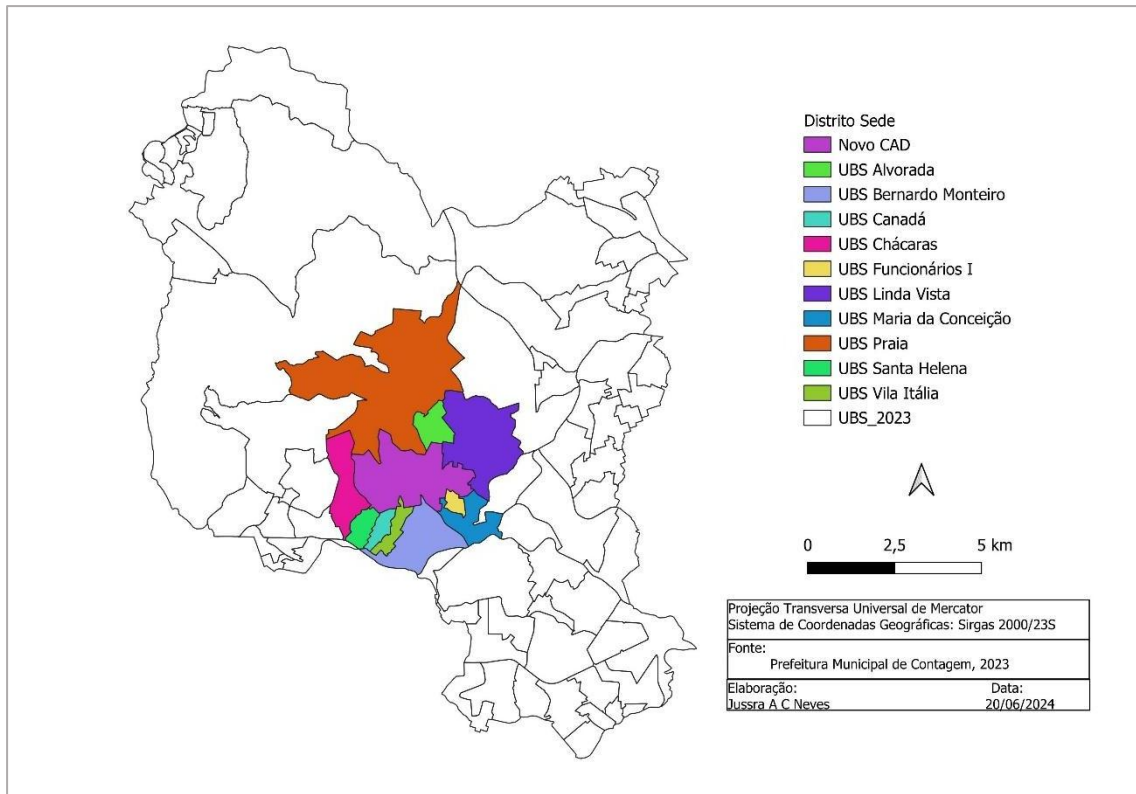 Distrito Sede
Novo CAD
UBS Alvorada
UBS Bernardo Monteiro
UBS Canadá
UBS Chácaras
UBS Funcionários I
UBS Linda Vista
UBS Maria da Conceição
UBS Praia
UBS Santa Helena
UBS Vila Itália
UBS_2023
0 2,5 5 km
Projeção Transversa Universal de Mercator
Sistema de Coordenadas Geográficas: Sirgas 2000/23S
Fonte:
Prefeitura Municipal de Contagem, 2023
Elaboração: Data:
Jussra A C Neves 20/06/2024